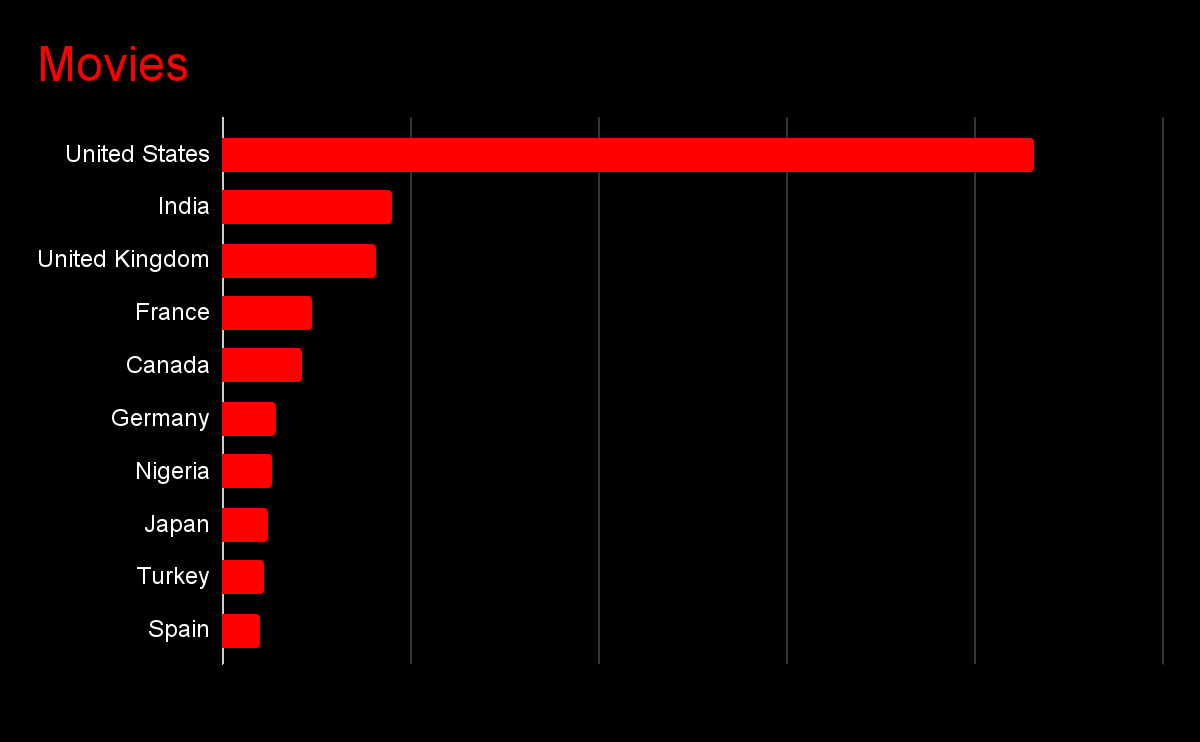 Movies
United States
India
United Kingdom
France
Canada
Germany
Nigeria
Japan
Turkey
Spain